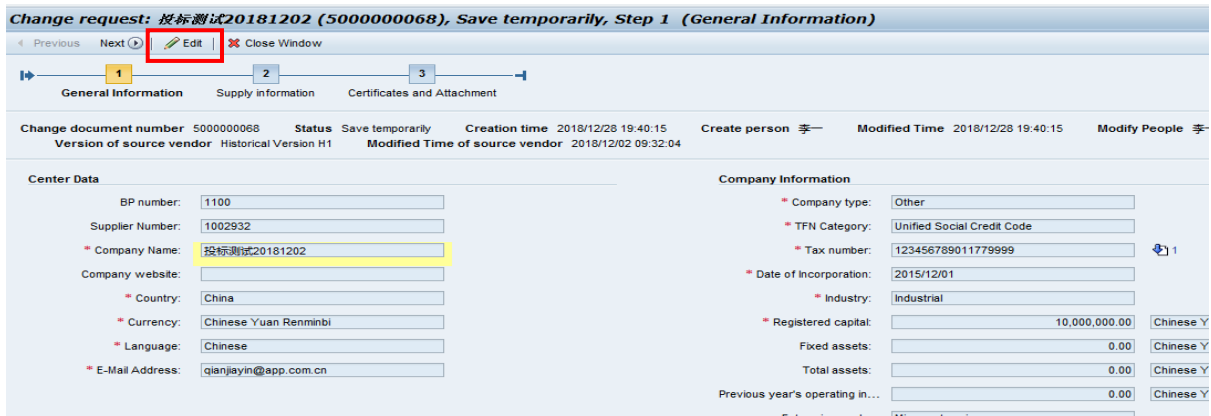 Change request: 投标测试20181202 (5000000068), Save temporarily, Step 1 (General Information)
Previous Next Edit Close Window
1 2 3
General Information Supply information Certificates and Attachment
Change document number 5000000068 Status Save temporarily Creation time 2018/12/28 19:40:15 Create person 李一 Modified Time 2018/12/28 19:40:15 Modify People 李
Version of source vendor Historical Version H1 Modified Time of source vendor 2018/12/02 09:32:04
Center Data
BP number: 1100
Supplier Number: 1002932
* Company Name: 投标测试20181202
Company website:
* Country: China
* Currency: Chinese Yuan Renminbi
* Language: Chinese
* E-Mail Address: qianjiayin@app.com.cn
Company Information
* Company type: Other
* TFN Category: Unified Social Credit Code
* Tax number: 123456789011779999 1
* Date of Incorporation: 2015/12/01
* Industry: Industrial
* Registered capital: 10,000,000.00 Chinese Y
Fixed assets: 0.00 Chinese Y
Total assets: 0.00 Chinese Y
Previous year's operating in... 0.00 Chinese Y